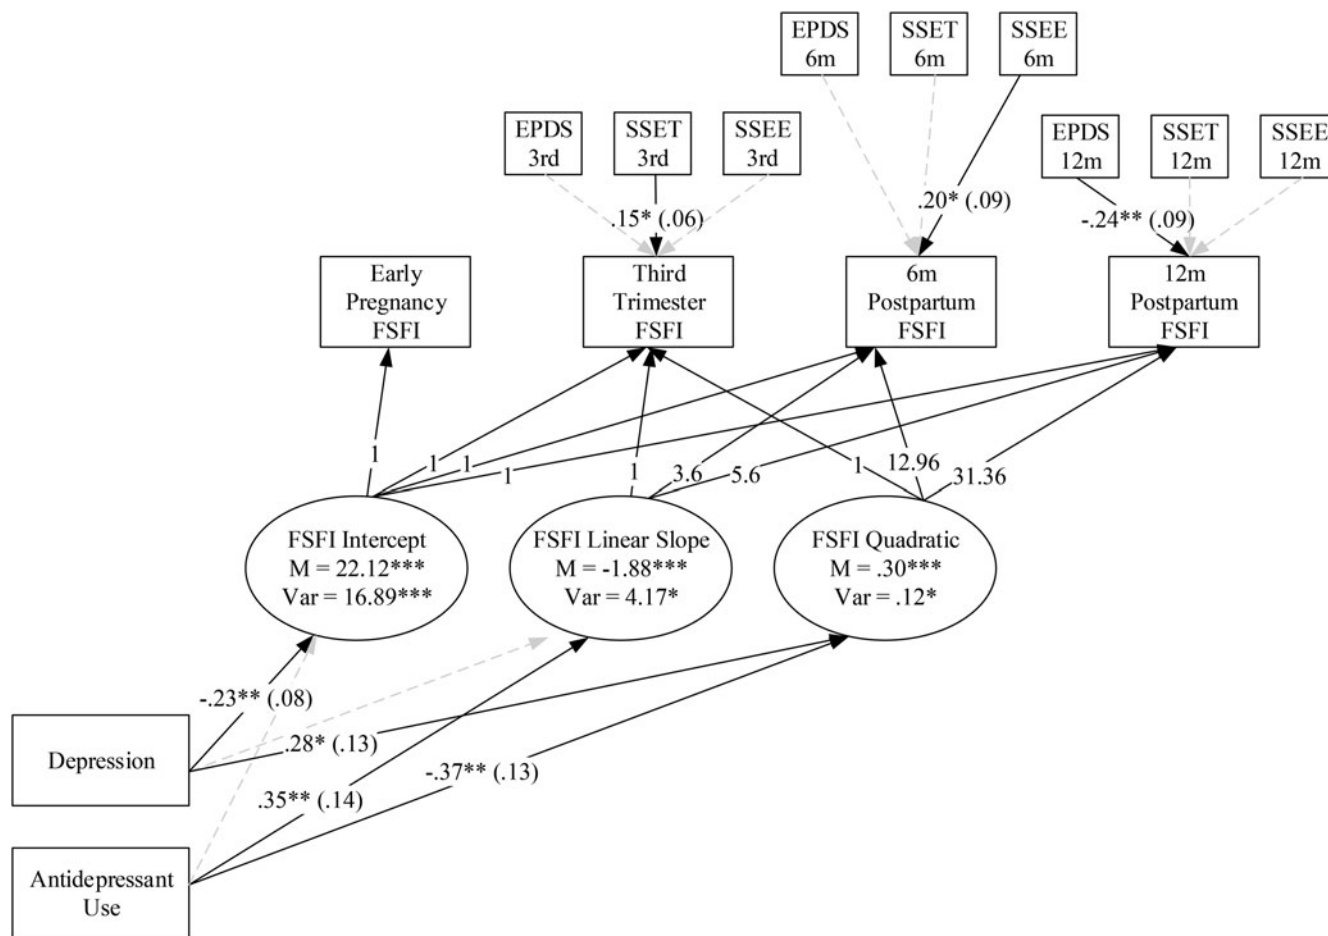 EPDS
6m
SSET
6m
SSEE
6m
EPDS
3rd
SSET
3rd
SSEE
3rd
EPDS
12m
SSET
12m
SSEE
12m
.15* (.06)
.20* (.09)
-.24** (.09)
Early
Pregnancy
FSFI
Third
Trimester
FSFI
6m
Postpartum
FSFI
12m
Postpartum
FSFI
1
1
1
1
1
3.6
5.6
1
12.96
31.36
FSFI Intercept
M = 22.12***
Var = 16.89***
FSFI Linear Slope
M = -1.88***
Var = 4.17*
FSFI Quadratic
M = .30***
Var = .12*
-.23** (.08)
.28* (.13)
-.37** (.13)
.35** (.14)
Depression
Antidepressant
Use